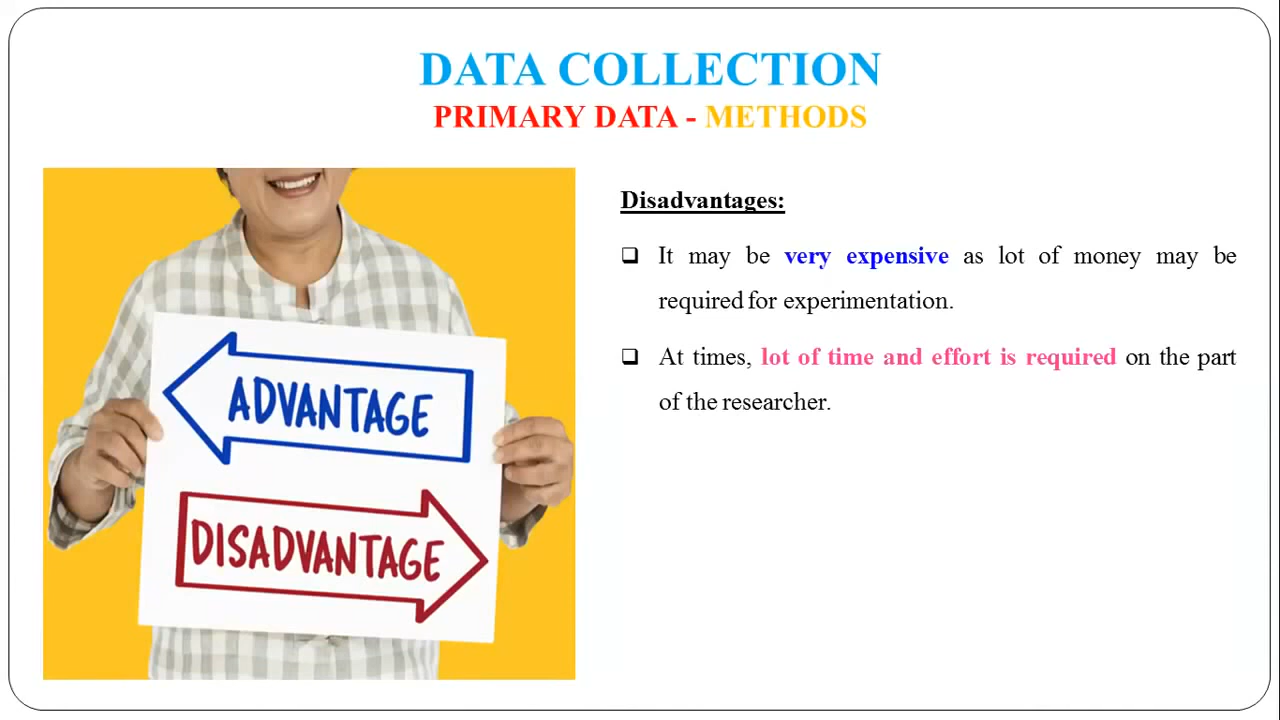 DATA COLLECTION
PRIMARY DATA - METHODS
ADVANTAGE
DISADVANTAGE
Disadvantages:
It may be very expensive as lot of money may be
required for experimentation.
At times, lot of time and effort is required on the part
of the researcher.